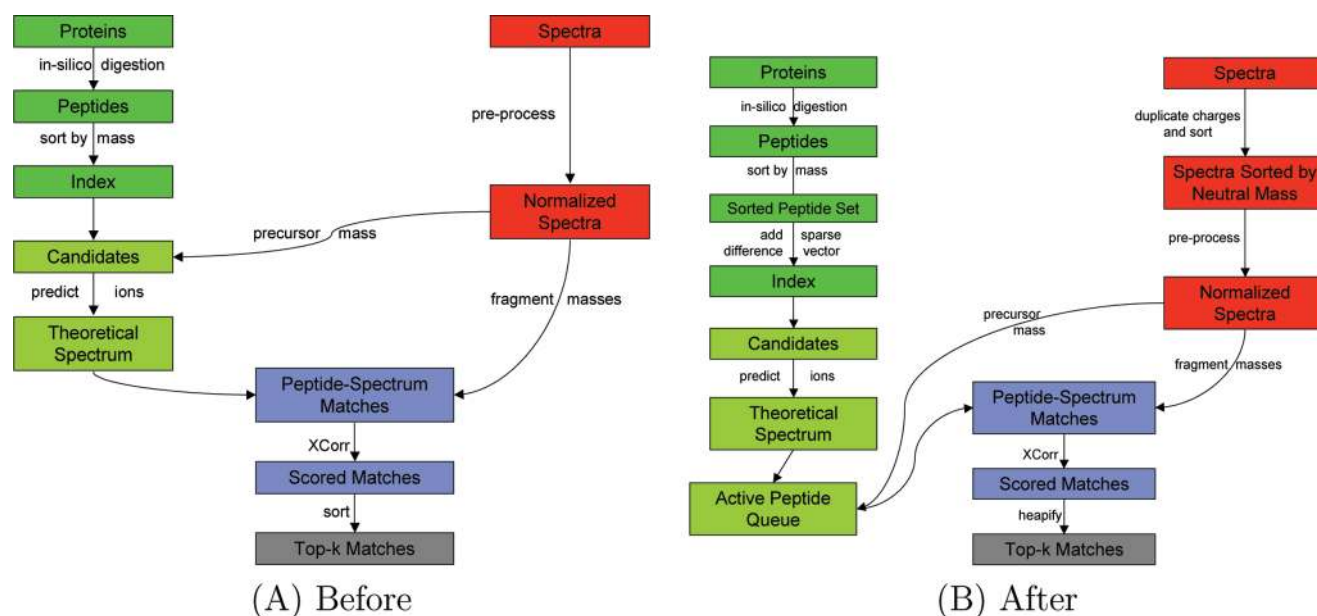 Proteins
in-silico digestion
Peptides
sort by mass
Index
Candidates
predict ions
Theoretical
Spectrum
Spectra
pre-process
Normalized
Spectra
precursor mass
fragment masses
Peptide-Spectrum
Matches
XCorr
Scored Matches
sort
Top-k Matches
(A) Before
Proteins
in-silico digestion
Peptides
sort by mass
Sorted Peptide Set
add sparse
difference vector
Index
Candidates
predict ions
Theoretical
Spectrum
Active Peptide
Queue
Spectra
duplicate charges
and sort
Spectra Sorted by
Neutral Mass
pre-process
Normalized
Spectra
precursor
mass
fragment masses
Peptide-Spectrum
Matches
XCorr
Scored Matches
heapify
Top-k Matches
(B) After